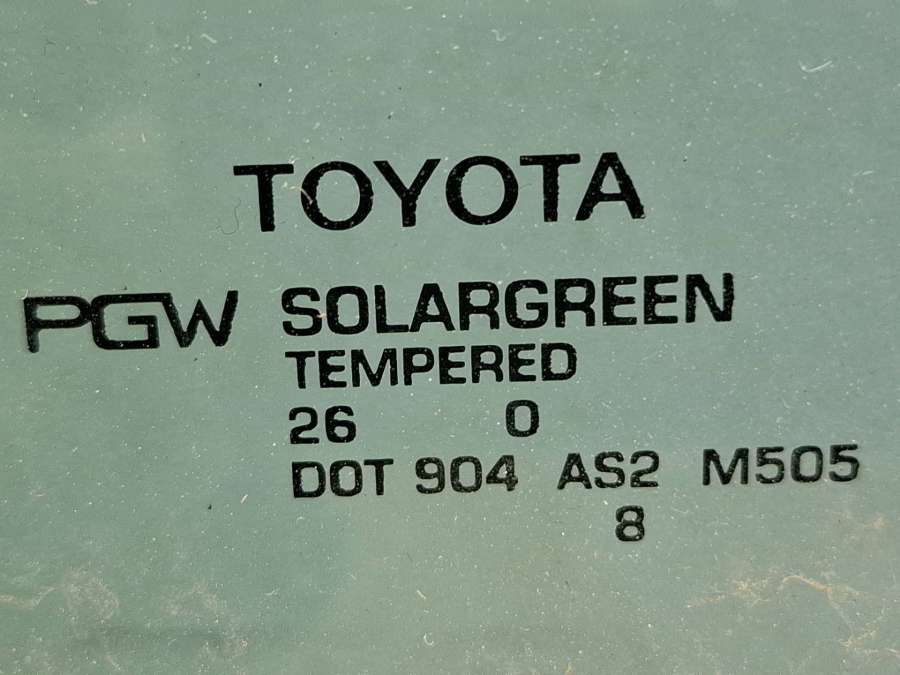 TOYOTA
PGW SOLARGREEN
TEMPERED
26 0
DOT 904 AS2 M505
8